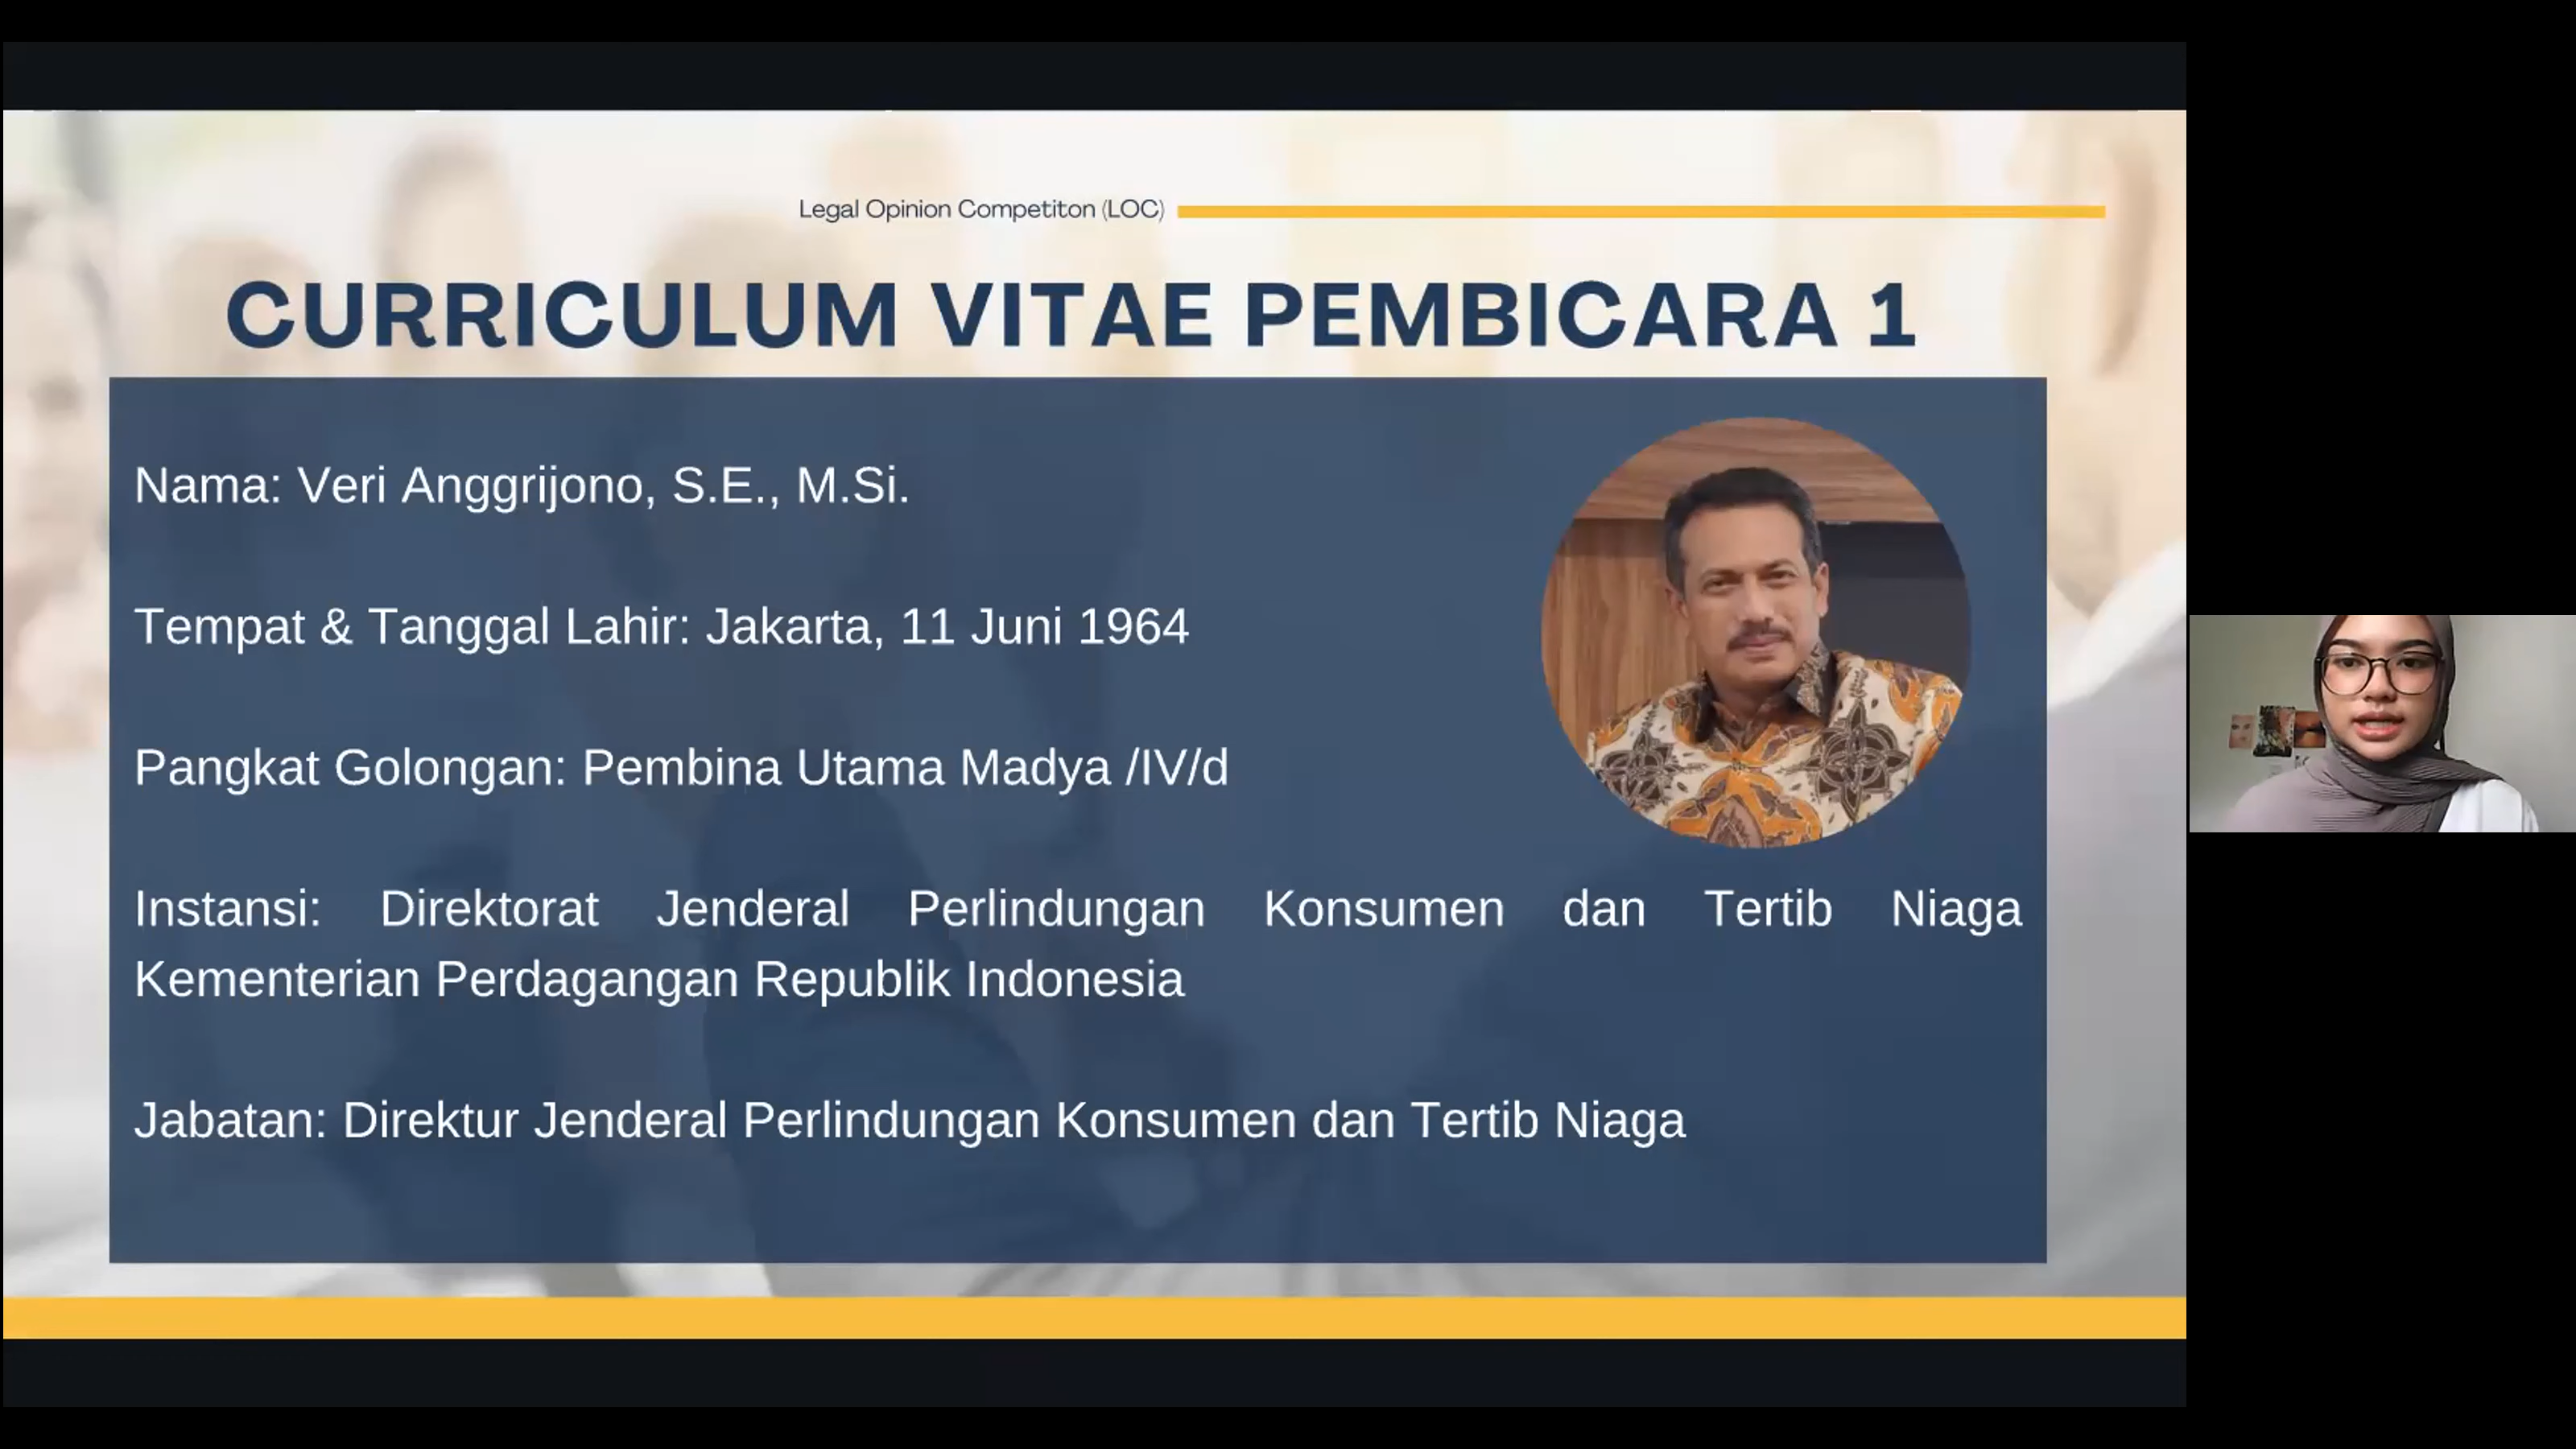 Legal Opinion Competiton (LOC)
CURRICULUM VITAE PEMBICARA 1
Nama: Veri Anggrijono, S.E., M.Si.
Tempat & Tanggal Lahir: Jakarta, 11 Juni 1964
Pangkat Golongan: Pembina Utama Madya /IV/d
Instansi: Direktorat Jenderal Perlindungan Konsumen dan Tertib Niaga
Kementerian Perdagangan Republik Indonesia
Jabatan: Direktur Jenderal Perlindungan Konsumen dan Tertib Niaga